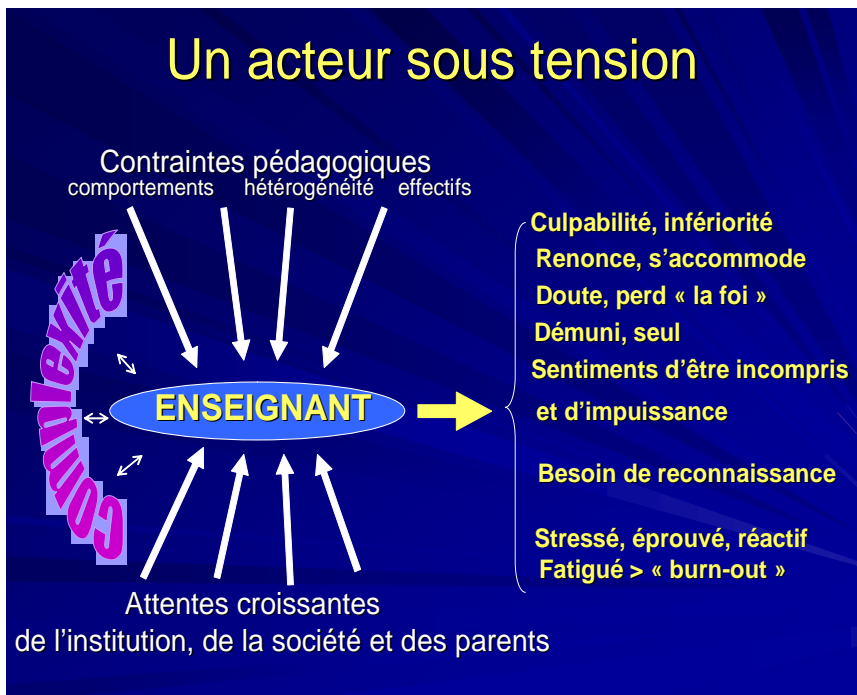 Un acteur sous tension
Contraintes pédagogiques
comportements hétérogénéité effectifs
complexité
ENSEIGNANT
Attentes croissantes
de l’institution, de la société et des parents
Culpabilité, infériorité
Renonce, s’accommode
Doute, perd « la foi »
Démuni, seul
Sentiments d’être incompris
et d’impuissance
Besoin de reconnaissance
Stressé, éprouvé, réactif
Fatigué > « burn-out »